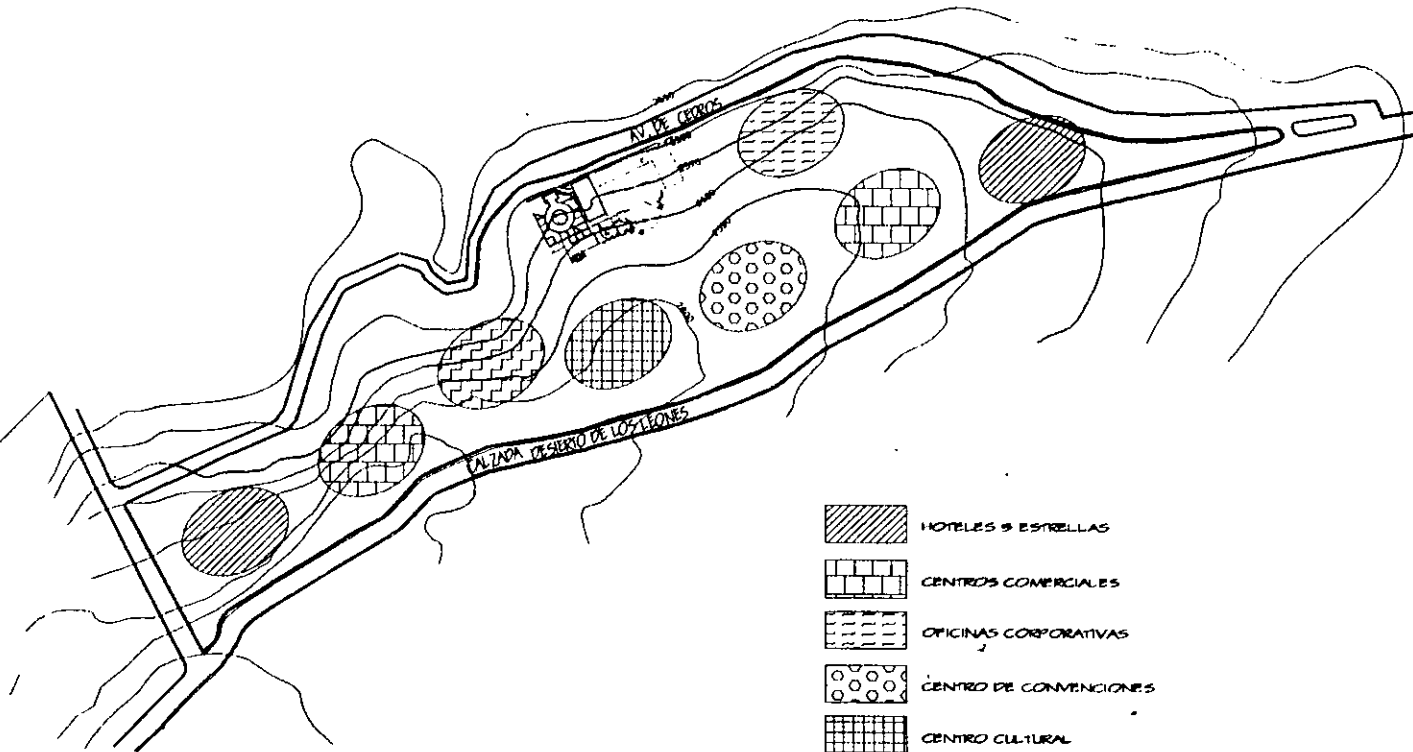 AV. DE CEDROS
CALZADA DESIERTO DE LOS LEONES
HOTELES 5 ESTRELLAS
CENTROS COMERCIALES
OFICINAS CORPORATIVAS
CENTRO DE CONVENCIONES
CENTRO CULTURAL